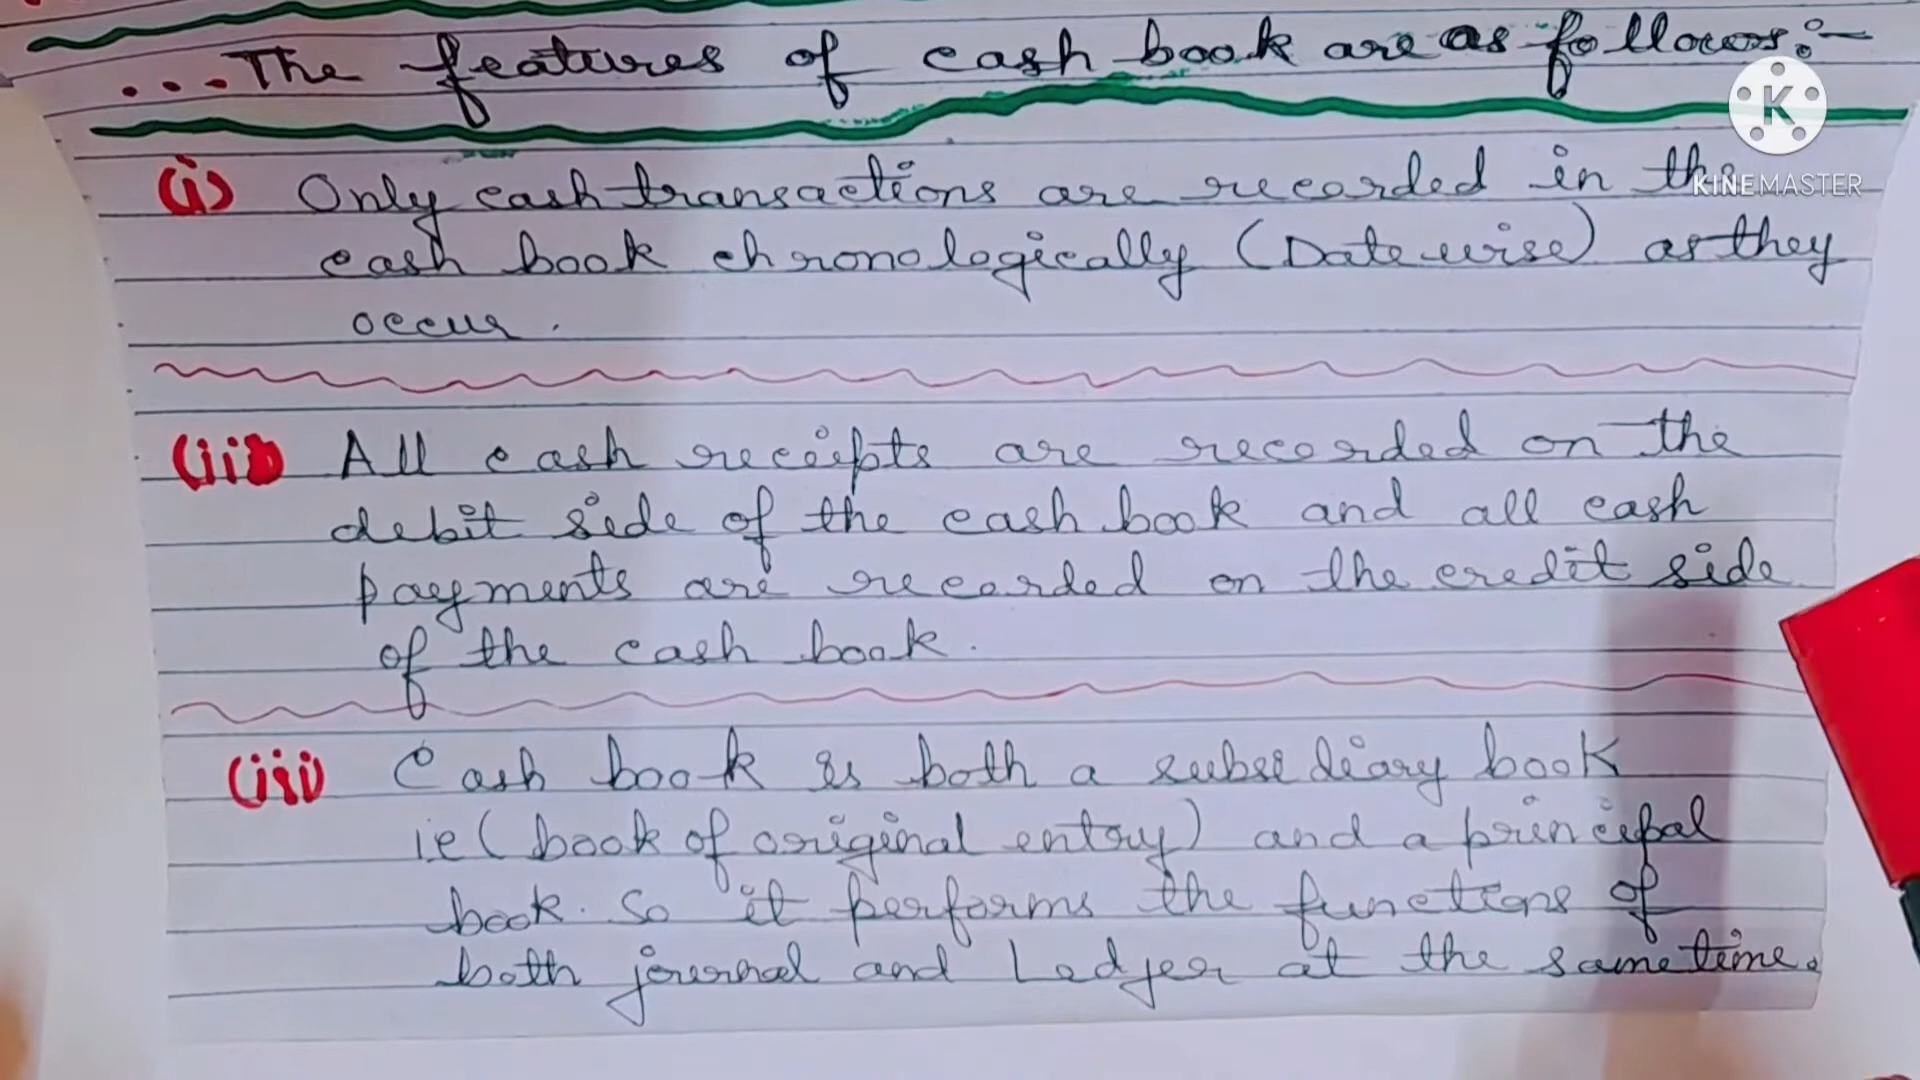 ...The features of cash book are as follows:-
(i) Only cash transactions are recorded in the
cash book chronologically (Date wise) as they
occur.
(ii) All cash receipts are recorded on the
debit side of the cash book and all cash
payments are recorded on the credit side
of the cash book.
(iii) Cash book is both a subsidiary book
i.e (book of original entry) and a principal
book. So it performs the functions of
both journal and Ledjer at the same time.
K
KINEMASTER